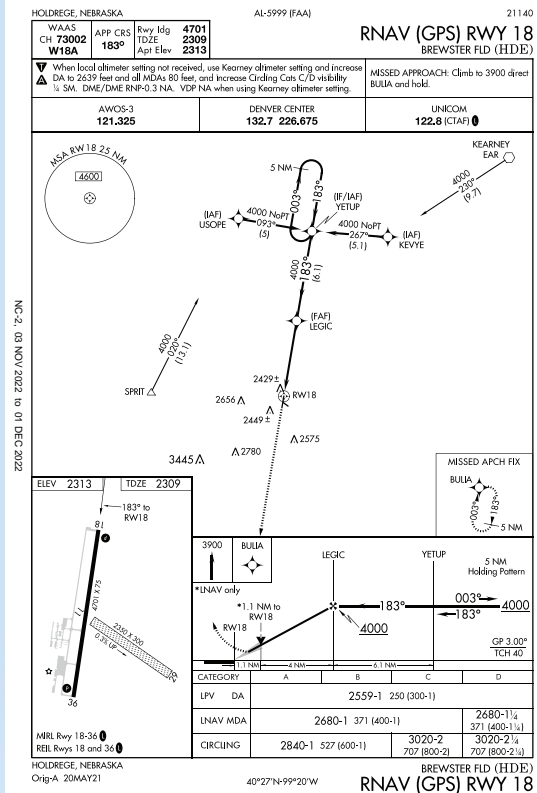 HOLDREGE, NEBRASKA
AL-5999 (FAA)
21140
WAAS
CH 73002
W18A
APP CRS
183°
Rwy Idg 4701
TDZE 2309
Apt Elev 2313
RNAV (GPS) RWY 18
BREWSTER FLD (HDE)
T When local altimeter setting not received, use Kearney altimeter setting and increase
A DA to 2639 feet and all MDAs 80 feet, and increase Circling Cats C/D visibility
¼ SM. DME/DME RNP-0.3 NA. VDP NA when using Kearney altimeter setting.
MISSED APPROACH: Climb to 3900 direct
BULIA and hold.
AWOS-3
121.325
DENVER CENTER
132.7 226.675
UNICOM
122.8 (CTAF) L
MSA RW18 25 NM
4600
5 NM
003°
183°
KEARNEY
EAR
4000
230°
(9.7)
(IF/IAF)
YETUP
(IAF)
USOPE
4000 NoPT
093°
(5)
4000 NoPT
267°
(5.1)
(IAF)
KEVYE
4000
183°
(6.1)
(FAF)
LEGIC
4000
020°
(13.1)
SPRIT
2429±
RW18
2656
2449±
2575
2780
3445
NC-2, 03 NOV 2022 to 01 DEC 2022
MISSED APCH FIX
BULIA
003°
183°
5 NM
ELEV 2313
TDZE 2309
183° to
RW18
18
P
4701 X 75
2350 X 300
0.3% UP
P
36
MIRL Rwy 18-36 L
REIL Rwys 18 and 36 L
3900
BULIA
*LNAV only
*1.1 NM to
RW18
RW18
LEGIC
YETUP
5 NM
Holding Pattern
183°
003°
183°
4000
4000
GP 3.00°
TCH 40
1.1 NM
4 NM
6.1 NM
CATEGORY A B C D
LPV DA 2559-1 250 (300-1)
LNAV MDA 2680-1 371 (400-1) 2680-1¼
371 (400-1¼)
CIRCLING 2840-1 527 (600-1) 3020-2
707 (800-2) 3020-2¼
707 (800-2¼)
HOLDREGE, NEBRASKA
Orig-A 20MAY21
40°27'N-99°20'W
BREWSTER FLD (HDE)
RNAV (GPS) RWY 18